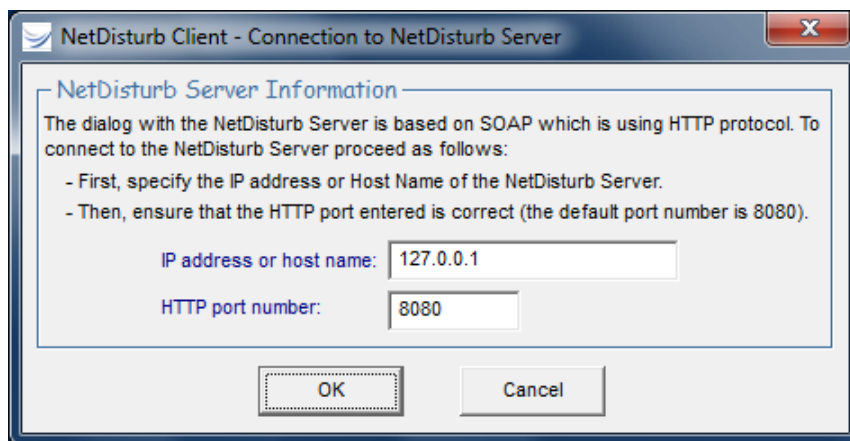 NetDisturb Client - Connection to NetDisturb Server
NetDisturb Server Information
The dialog with the NetDisturb Server is based on SOAP which is using HTTP protocol. To
connect to the NetDisturb Server proceed as follows:
- First, specify the IP address or Host Name of the NetDisturb Server.
- Then, ensure that the HTTP port entered is correct (the default port number is 8080).
IP address or host name: 127.0.0.1
HTTP port number: 8080
OK Cancel